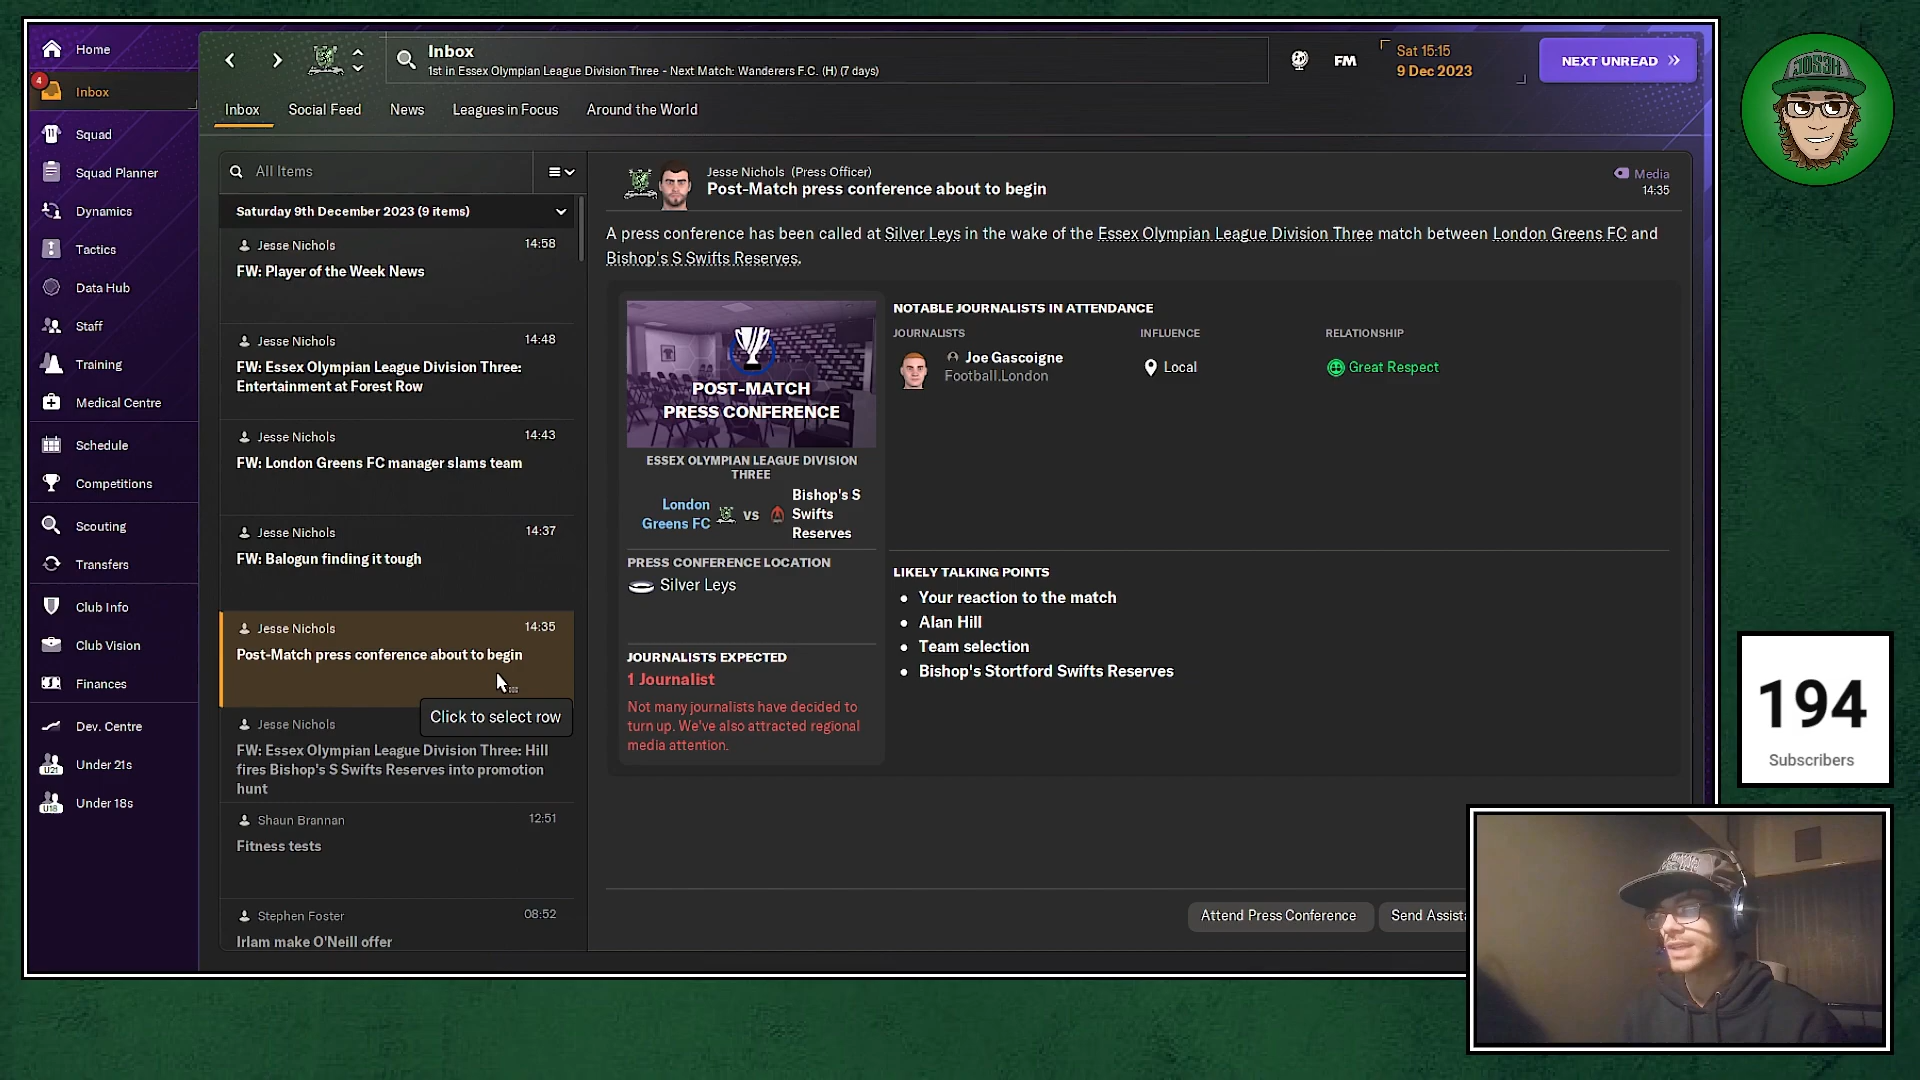 Home
Inbox
1st in Essex Olympian League Division Three - Next Match: Wanderers F.C. (H) (7 days)
FM
Sat 15:15
9 Dec 2023
NEXT UNREAD
4
Inbox
Squad
Squad Planner
Dynamics
Tactics
Data Hub
Staff
Training
Medical Centre
Schedule
Competitions
Scouting
Transfers
Club Info
Club Vision
Finances
Dev. Centre
U21
Under 21s
U18
Under 18s
Inbox
Social Feed
News
Leagues in Focus
Around the World
All Items
Saturday 9th December 2023 (9 items)
Jesse Nichols
14:58
FW: Player of the Week News
Jesse Nichols
14:48
FW: Essex Olympian League Division Three:
Entertainment at Forest Row
Jesse Nichols
14:43
FW: London Greens FC manager slams team
Jesse Nichols
14:37
FW: Balogun finding it tough
Jesse Nichols
14:35
Post-Match press conference about to begin
Click to select row
Jesse Nichols
FW: Essex Olympian League Division Three: Hill
fires Bishop's S Swifts Reserves into promotion
hunt
Shaun Brannan
12:51
Fitness tests
Stephen Foster
08:52
Irlam make O'Neill offer
Jesse Nichols (Press Officer)
Post-Match press conference about to begin
Media
14:35
A press conference has been called at Silver Leys in the wake of the Essex Olympian League Division Three match between London Greens FC and
Bishop's S Swifts Reserves.
POST-MATCH
PRESS CONFERENCE
ESSEX OLYMPIAN LEAGUE DIVISION
THREE
London
Greens FC
vs
Bishop's S
Swifts
Reserves
PRESS CONFERENCE LOCATION
Silver Leys
JOURNALISTS EXPECTED
1 Journalist
Not many journalists have decided to
turn up. We've also attracted regional
media attention.
NOTABLE JOURNALISTS IN ATTENDANCE
JOURNALISTS
INFLUENCE
RELATIONSHIP
Joe Gascoigne
Football.London
Local
Great Respect
LIKELY TALKING POINTS
Your reaction to the match
Alan Hill
Team selection
Bishop's Stortford Swifts Reserves
Attend Press Conference
Send Assista
194
Subscribers